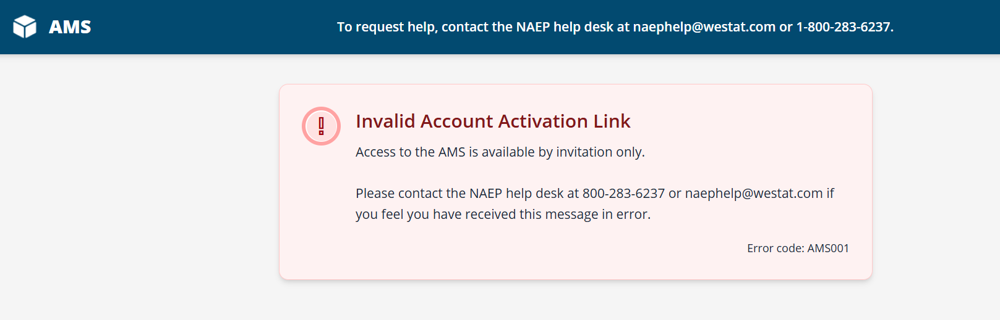 AMS
To request help, contact the NAEP help desk at naephelp@westat.com or 1-800-283-6237.
Invalid Account Activation Link
Access to the AMS is available by invitation only.
Please contact the NAEP help desk at 800-283-6237 or naephelp@westat.com if
you feel you have received this message in error.
Error code: AMS001